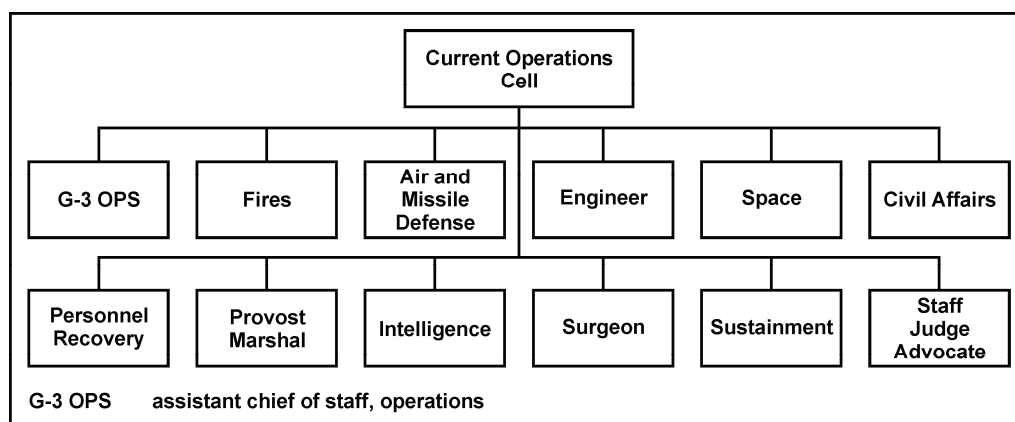 Current Operations
Cell
G-3 OPS
Fires
Air and
Missile
Defense
Engineer
Space
Civil Affairs
Personnel
Recovery
Provost
Marshal
Intelligence
Surgeon
Sustainment
Staff
Judge
Advocate
G-3 OPS assistant chief of staff, operations